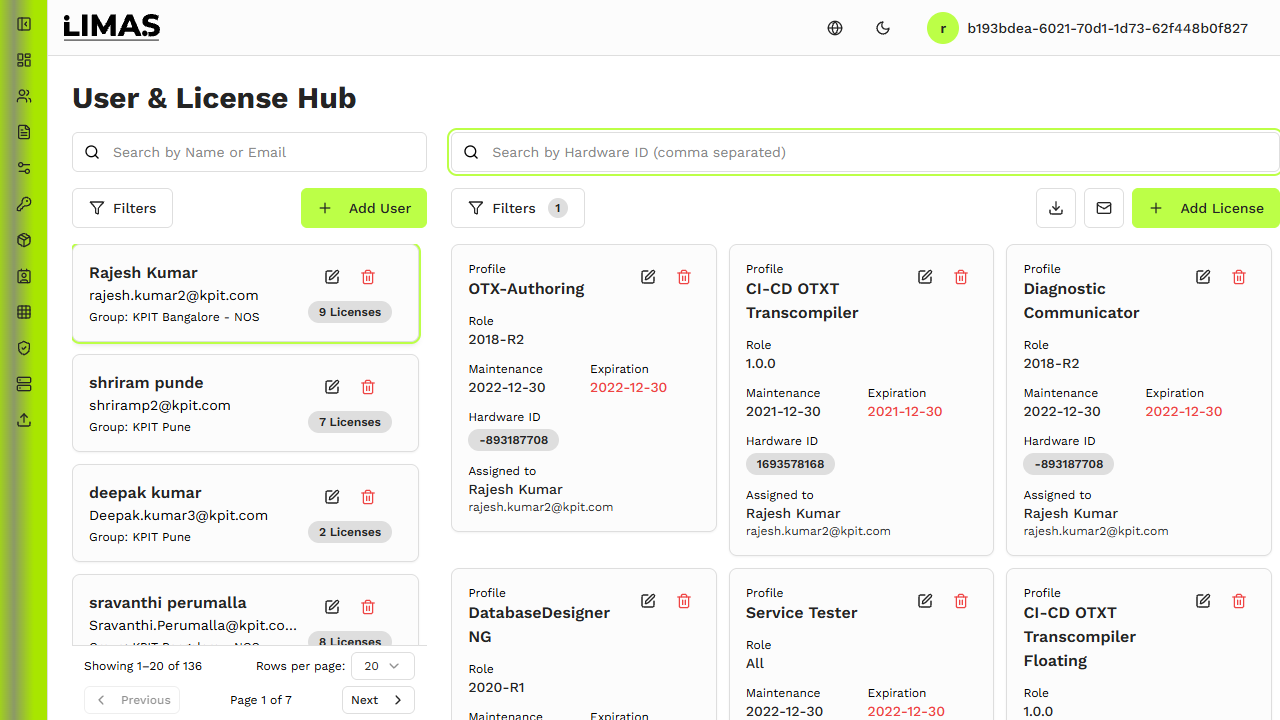 LIMAS
r
b193bdea-6021-70d1-1d73-62f448b0f827
User & License Hub
Search by Name or Email
Search by Hardware ID (comma separated)
Filters
Add User
Filters
1
Add License
Rajesh Kumar
rajesh.kumar2@kpit.com
Group: KPIT Bangalore - NOS
9 Licenses
shriram punde
shriramp2@kpit.com
Group: KPIT Pune
7 Licenses
deepak kumar
Deepak.kumar3@kpit.com
Group: KPIT Pune
2 Licenses
sravanthi perumalla
Sravanthi.Perumalla@kpit.co...
Group: KPIT Bangalore - NOS
8 Licenses
Showing 1–20 of 136
Rows per page:
20
Previous
Page 1 of 7
Next
Profile
OTX-Authoring
Role
2018-R2
Maintenance
Expiration
2022-12-30
2022-12-30
Hardware ID
-893187708
Assigned to
Rajesh Kumar
rajesh.kumar2@kpit.com
Profile
CI-CD OTXT
Transcompiler
Role
1.0.0
Maintenance
Expiration
2021-12-30
2021-12-30
Hardware ID
1693578168
Assigned to
Rajesh Kumar
rajesh.kumar2@kpit.com
Profile
Diagnostic
Communicator
Role
2018-R2
Maintenance
Expiration
2022-12-30
2022-12-30
Hardware ID
-893187708
Assigned to
Rajesh Kumar
rajesh.kumar2@kpit.com
Profile
DatabaseDesigner
NG
Role
2020-R1
Maintenance
Expiration
Profile
Service Tester
Role
All
Maintenance
Expiration
2022-12-30
2022-12-30
Profile
CI-CD OTXT
Transcompiler
Floating
Role
1.0.0